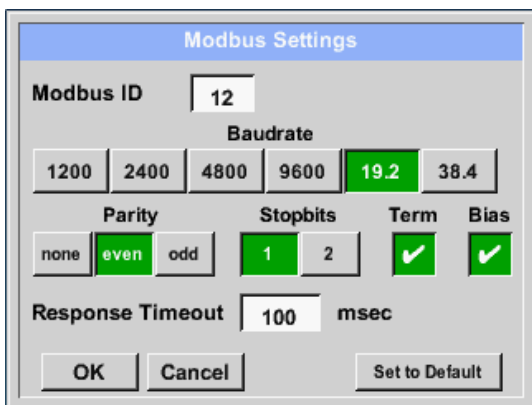 Modbus Settings
Modbus ID 12
Baudrate
1200 2400 4800 9600 19.2 38.4
Parity Stopbits Term Bias
none even odd 1 2 ✔ ✔
Response Timeout 100 msec
OK Cancel Set to Default